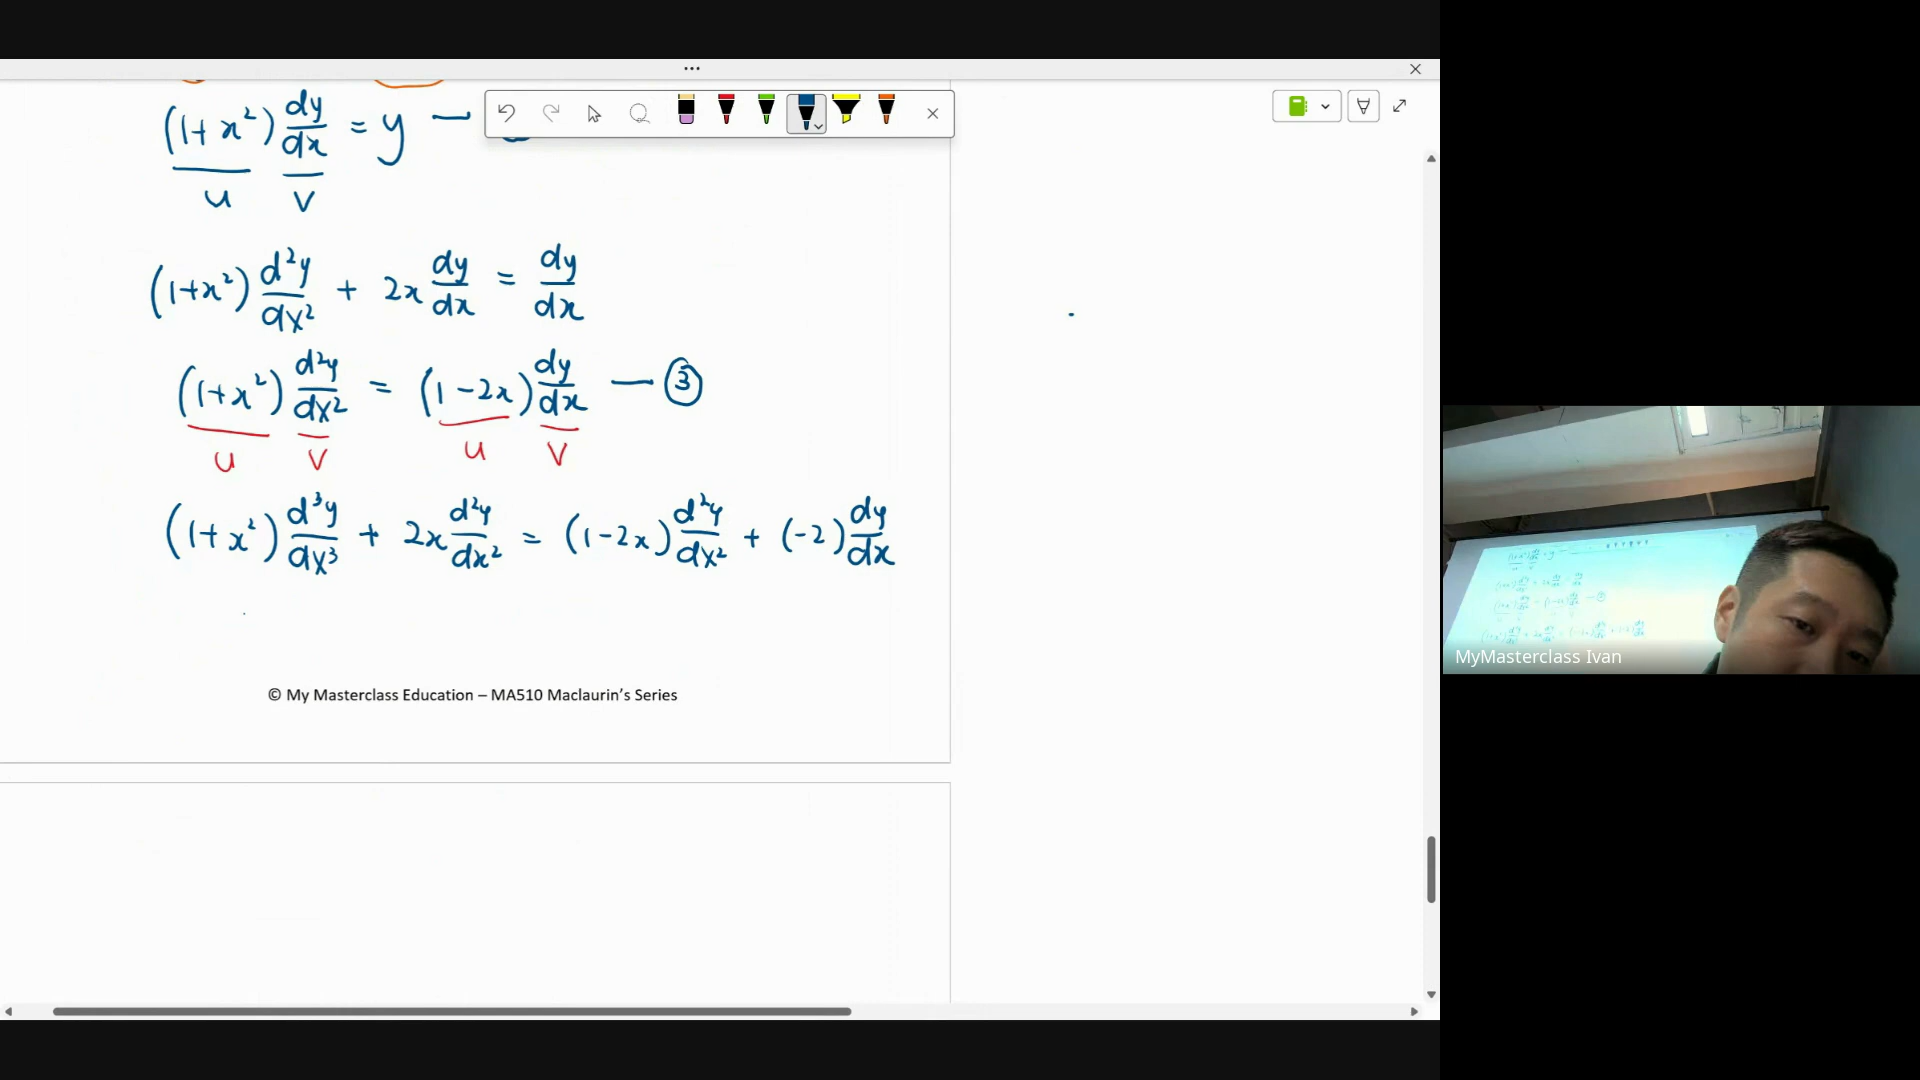 (1+x²) dy/dx = y —
u v
(1+x²) d²y/dx² + 2x dy/dx = dy/dx
(1+x²) d²y/dx² = (1-2x) dy/dx — ③
u v u v
(1+x²) d³y/dx³ + 2x d²y/dx² = (1-2x) d²y/dx² + (-2) dy/dx
© My Masterclass Education – MA510 Maclaurin's Series
MyMasterclass Ivan